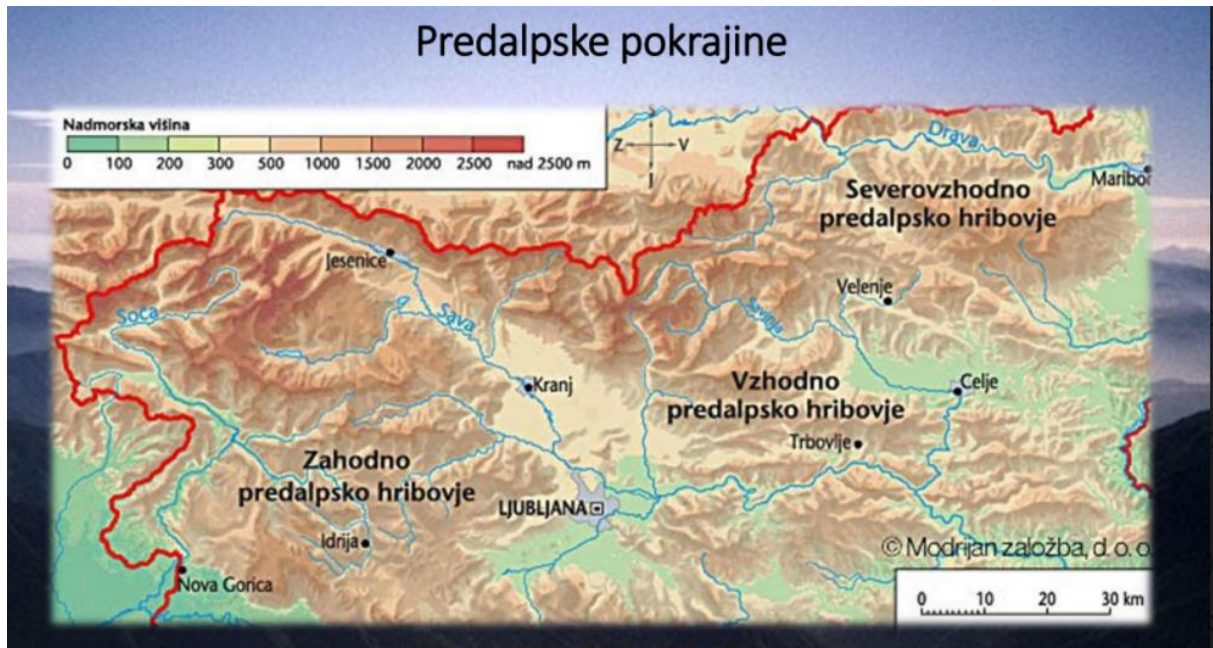 Predalpske pokrajine
Nadmorska višina
0 100 200 300 500 1000 1500 2000 2500 nad 2500 m
Z V
J
Drava
Maribor
Severovzhodno
predalpsko hribovje
Jesenice
Velenje
Soča
Sava
Savinja
Kranj
Vzhodno
predalpsko hribovje
Celje
Trbovlje
Zahodno
predalpsko hribovje
LJUBLJANA
Idrija
© Modrijan založba, d. o. o.
Nova Gorica
0 10 20 30 km